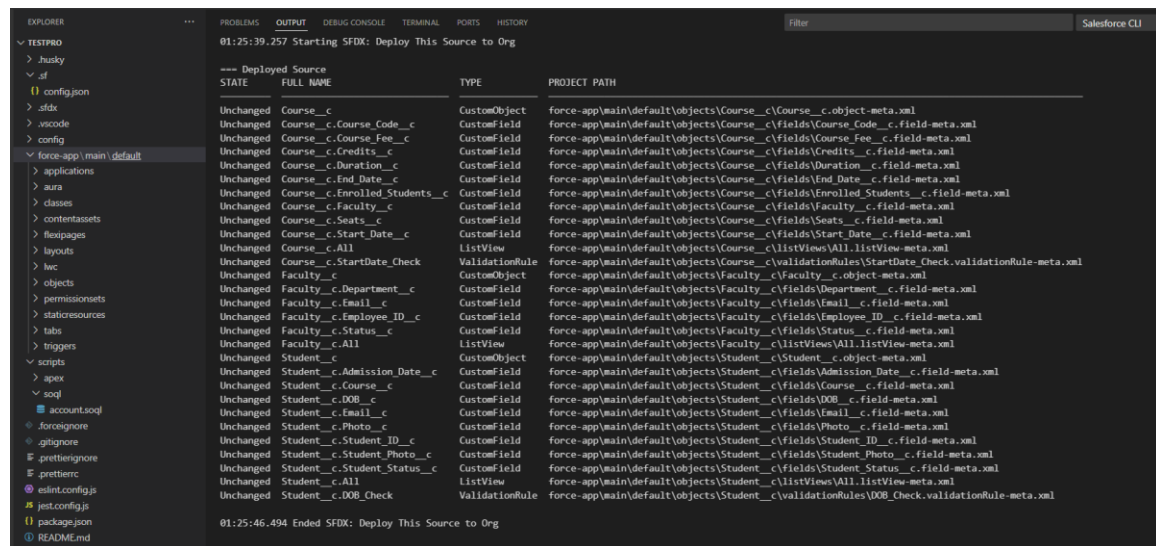 EXPLORER
TESTPRO
.husky
.sf
{} config.json
.sfdx
.vscode
config
force-app\main\default
applications
aura
classes
contentassets
flexipages
layouts
lwc
objects
permissionsets
staticresources
tabs
triggers
scripts
apex
soql
account.soql
.forceignore
.gitignore
.prettierignore
.prettierrc
eslint.config.js
JS jest.config.js
{} package.json
README.md
PROBLEMS OUTPUT DEBUG CONSOLE TERMINAL PORTS HISTORY Filter Salesforce CLI
01:25:39.257 Starting SFDX: Deploy This Source to Org
=== Deployed Source
STATE FULL NAME TYPE PROJECT PATH
Unchanged Course__c CustomObject force-app\main\default\objects\Course__c\Course__c.object-meta.xml
Unchanged Course__c.Course_Code__c CustomField force-app\main\default\objects\Course__c\fields\Course_Code__c.field-meta.xml
Unchanged Course__c.Course_Fee__c CustomField force-app\main\default\objects\Course__c\fields\Course_Fee__c.field-meta.xml
Unchanged Course__c.Credits__c CustomField force-app\main\default\objects\Course__c\fields\Credits__c.field-meta.xml
Unchanged Course__c.Duration__c CustomField force-app\main\default\objects\Course__c\fields\Duration__c.field-meta.xml
Unchanged Course__c.End_Date__c CustomField force-app\main\default\objects\Course__c\fields\End_Date__c.field-meta.xml
Unchanged Course__c.Enrolled_Students__c CustomField force-app\main\default\objects\Course__c\fields\Enrolled_Students__c.field-meta.xml
Unchanged Course__c.Faculty__c CustomField force-app\main\default\objects\Course__c\fields\Faculty__c.field-meta.xml
Unchanged Course__c.Seats__c CustomField force-app\main\default\objects\Course__c\fields\Seats__c.field-meta.xml
Unchanged Course__c.Start_Date__c CustomField force-app\main\default\objects\Course__c\fields\Start_Date__c.field-meta.xml
Unchanged Course__c.All ListView force-app\main\default\objects\Course__c\listViews\All.listView-meta.xml
Unchanged Course__c.StartDate_Check ValidationRule force-app\main\default\objects\Course__c\validationRules\StartDate_Check.validationRule-meta.xml
Unchanged Faculty__c CustomObject force-app\main\default\objects\Faculty__c\Faculty__c.object-meta.xml
Unchanged Faculty__c.Department__c CustomField force-app\main\default\objects\Faculty__c\fields\Department__c.field-meta.xml
Unchanged Faculty__c.Email__c CustomField force-app\main\default\objects\Faculty__c\fields\Email__c.field-meta.xml
Unchanged Faculty__c.Employee_ID__c CustomField force-app\main\default\objects\Faculty__c\fields\Employee_ID__c.field-meta.xml
Unchanged Faculty__c.Status__c CustomField force-app\main\default\objects\Faculty__c\fields\Status__c.field-meta.xml
Unchanged Faculty__c.All ListView force-app\main\default\objects\Faculty__c\listViews\All.listView-meta.xml
Unchanged Student__c CustomObject force-app\main\default\objects\Student__c\Student__c.object-meta.xml
Unchanged Student__c.Admission_Date__c CustomField force-app\main\default\objects\Student__c\fields\Admission_Date__c.field-meta.xml
Unchanged Student__c.Course__c CustomField force-app\main\default\objects\Student__c\fields\Course__c.field-meta.xml
Unchanged Student__c.DOB__c CustomField force-app\main\default\objects\Student__c\fields\DOB__c.field-meta.xml
Unchanged Student__c.Email__c CustomField force-app\main\default\objects\Student__c\fields\Email__c.field-meta.xml
Unchanged Student__c.Photo__c CustomField force-app\main\default\objects\Student__c\fields\Photo__c.field-meta.xml
Unchanged Student__c.Student_ID__c CustomField force-app\main\default\objects\Student__c\fields\Student_ID__c.field-meta.xml
Unchanged Student__c.Student_Photo__c CustomField force-app\main\default\objects\Student__c\fields\Student_Photo__c.field-meta.xml
Unchanged Student__c.Student_Status__c CustomField force-app\main\default\objects\Student__c\fields\Student_Status__c.field-meta.xml
Unchanged Student__c.All ListView force-app\main\default\objects\Student__c\listViews\All.listView-meta.xml
Unchanged Student__c.DOB_Check ValidationRule force-app\main\default\objects\Student__c\validationRules\DOB_Check.validationRule-meta.xml
01:25:46.494 Ended SFDX: Deploy This Source to Org